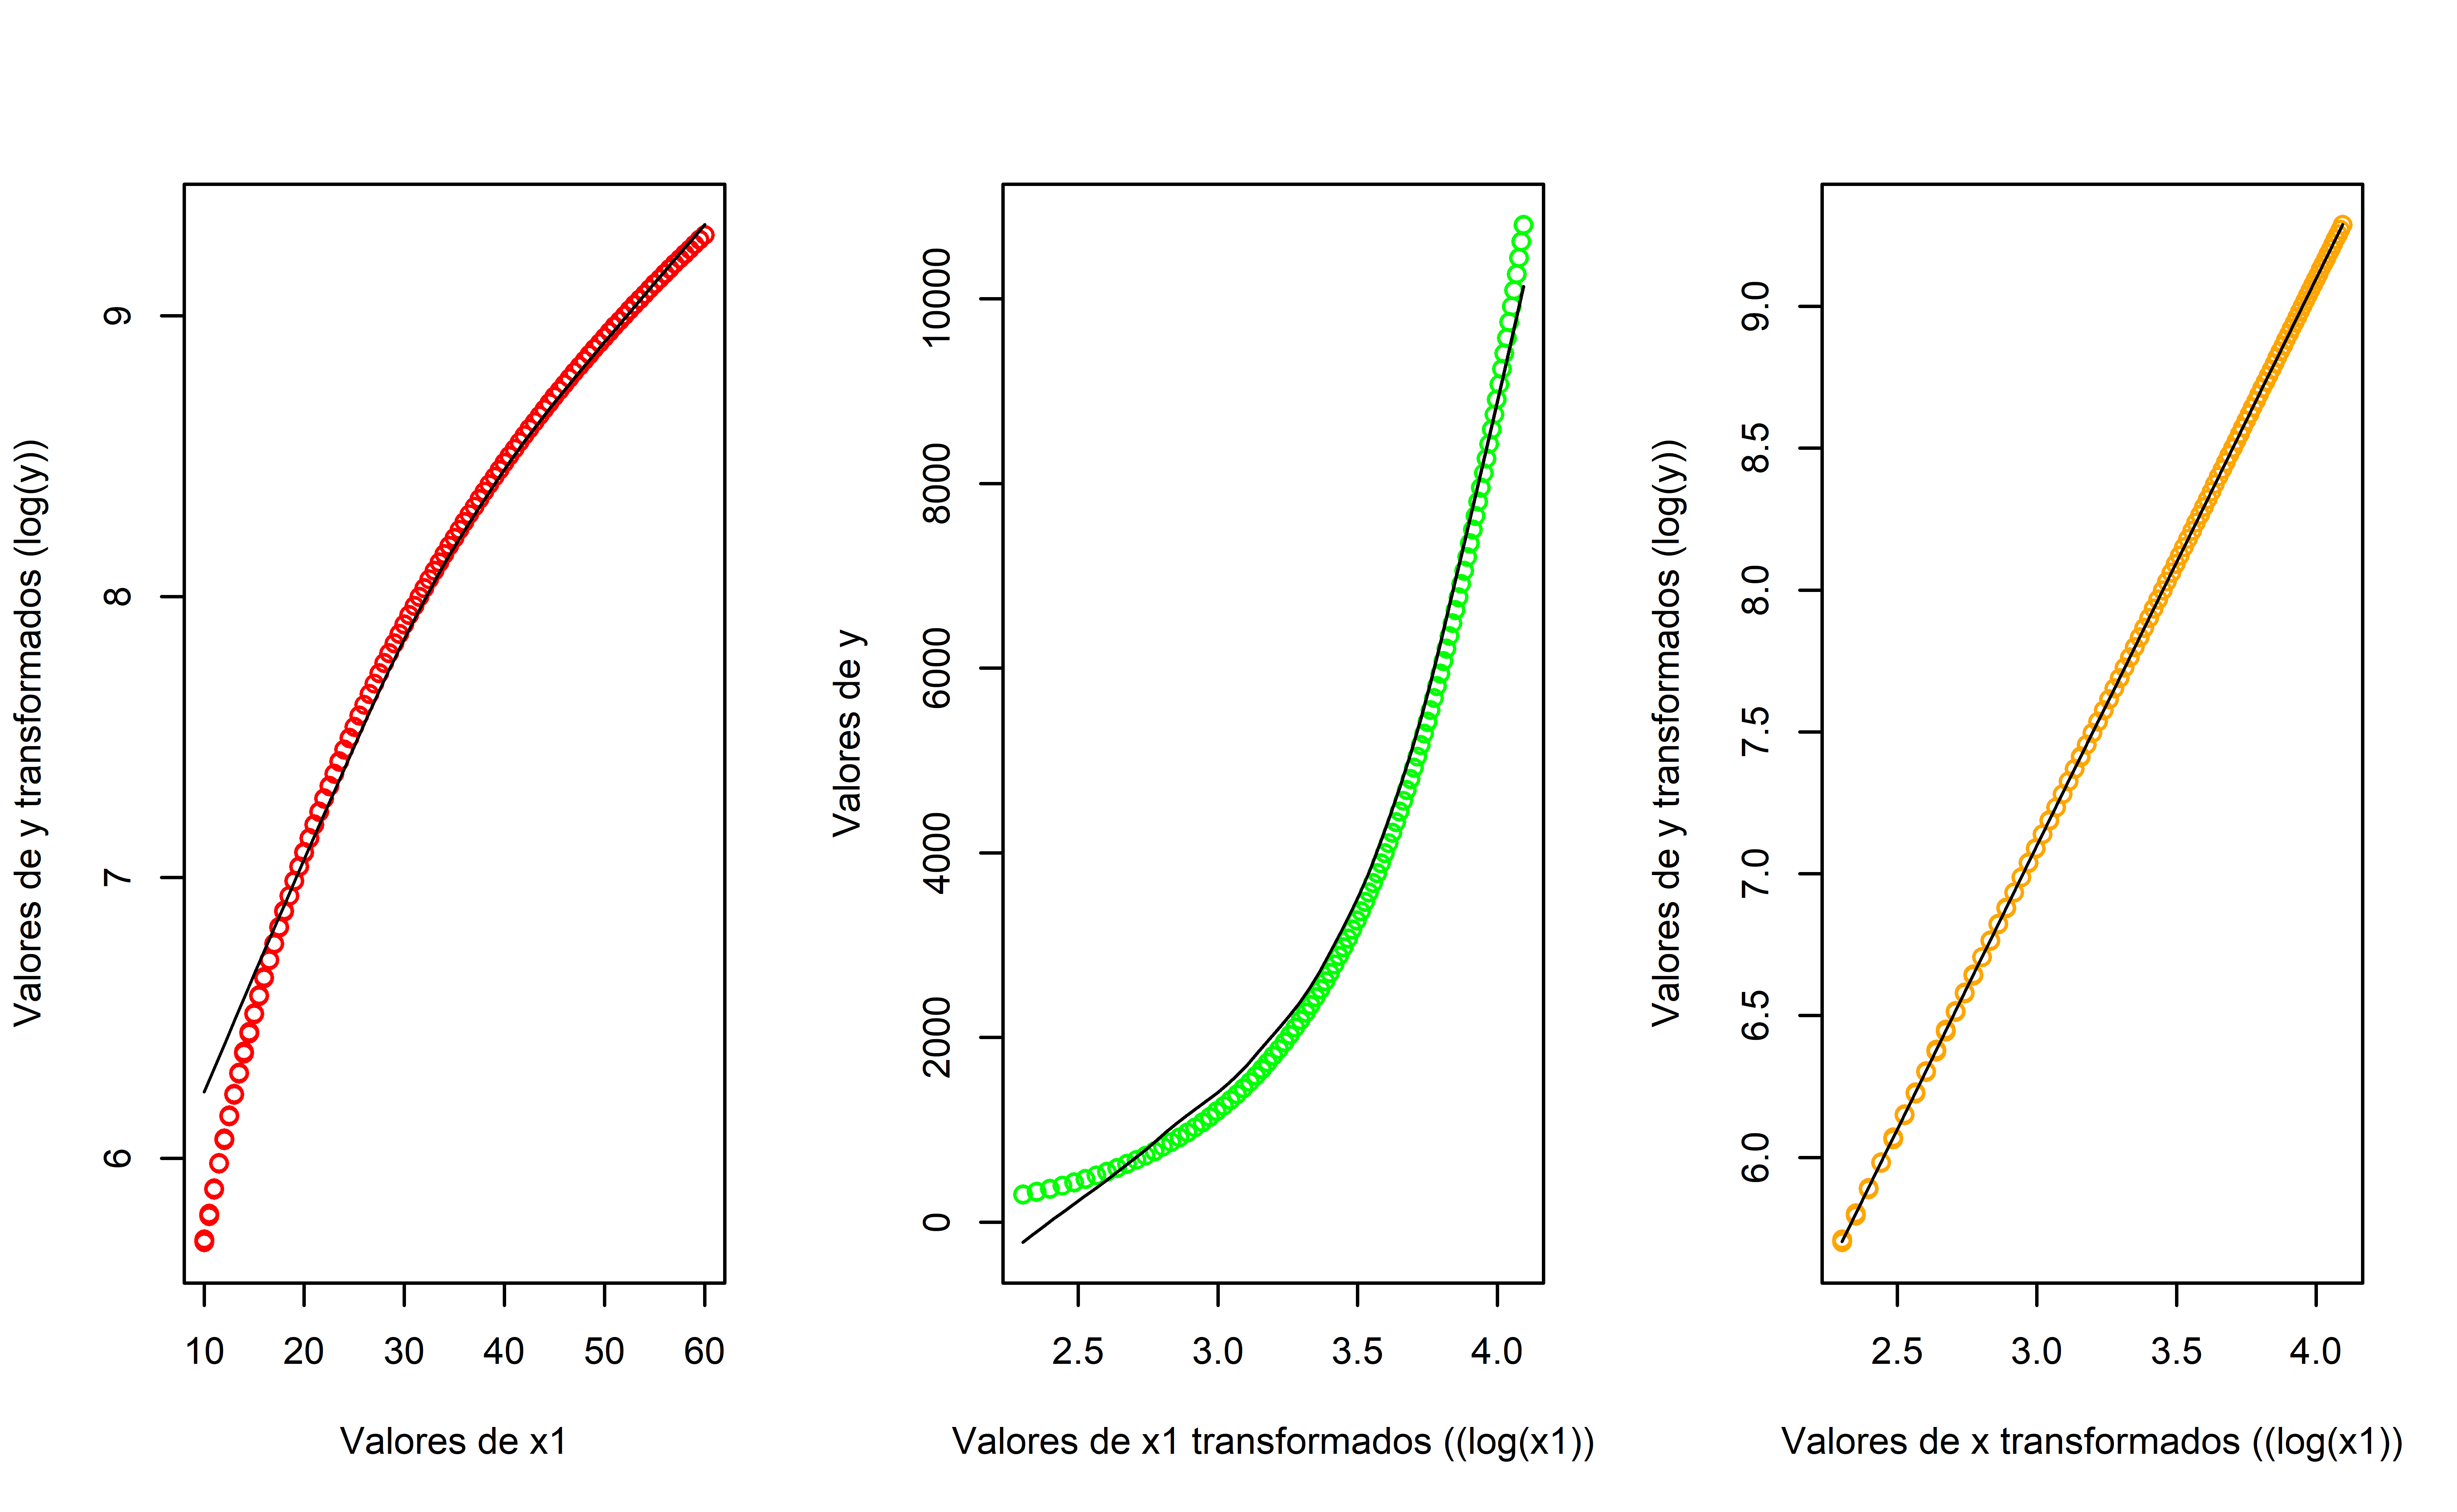 Valores de y transformados (log(y))
9
8
7
6
10 20 30 40 50 60
Valores de x1
Valores de y
10000
8000
6000
4000
2000
0
2.5 3.0 3.5 4.0
Valores de x1 transformados ((log(x1))
Valores de y transformados (log(y))
9.0
8.5
8.0
7.5
7.0
6.5
6.0
2.5 3.0 3.5 4.0
Valores de x transformados ((log(x1))